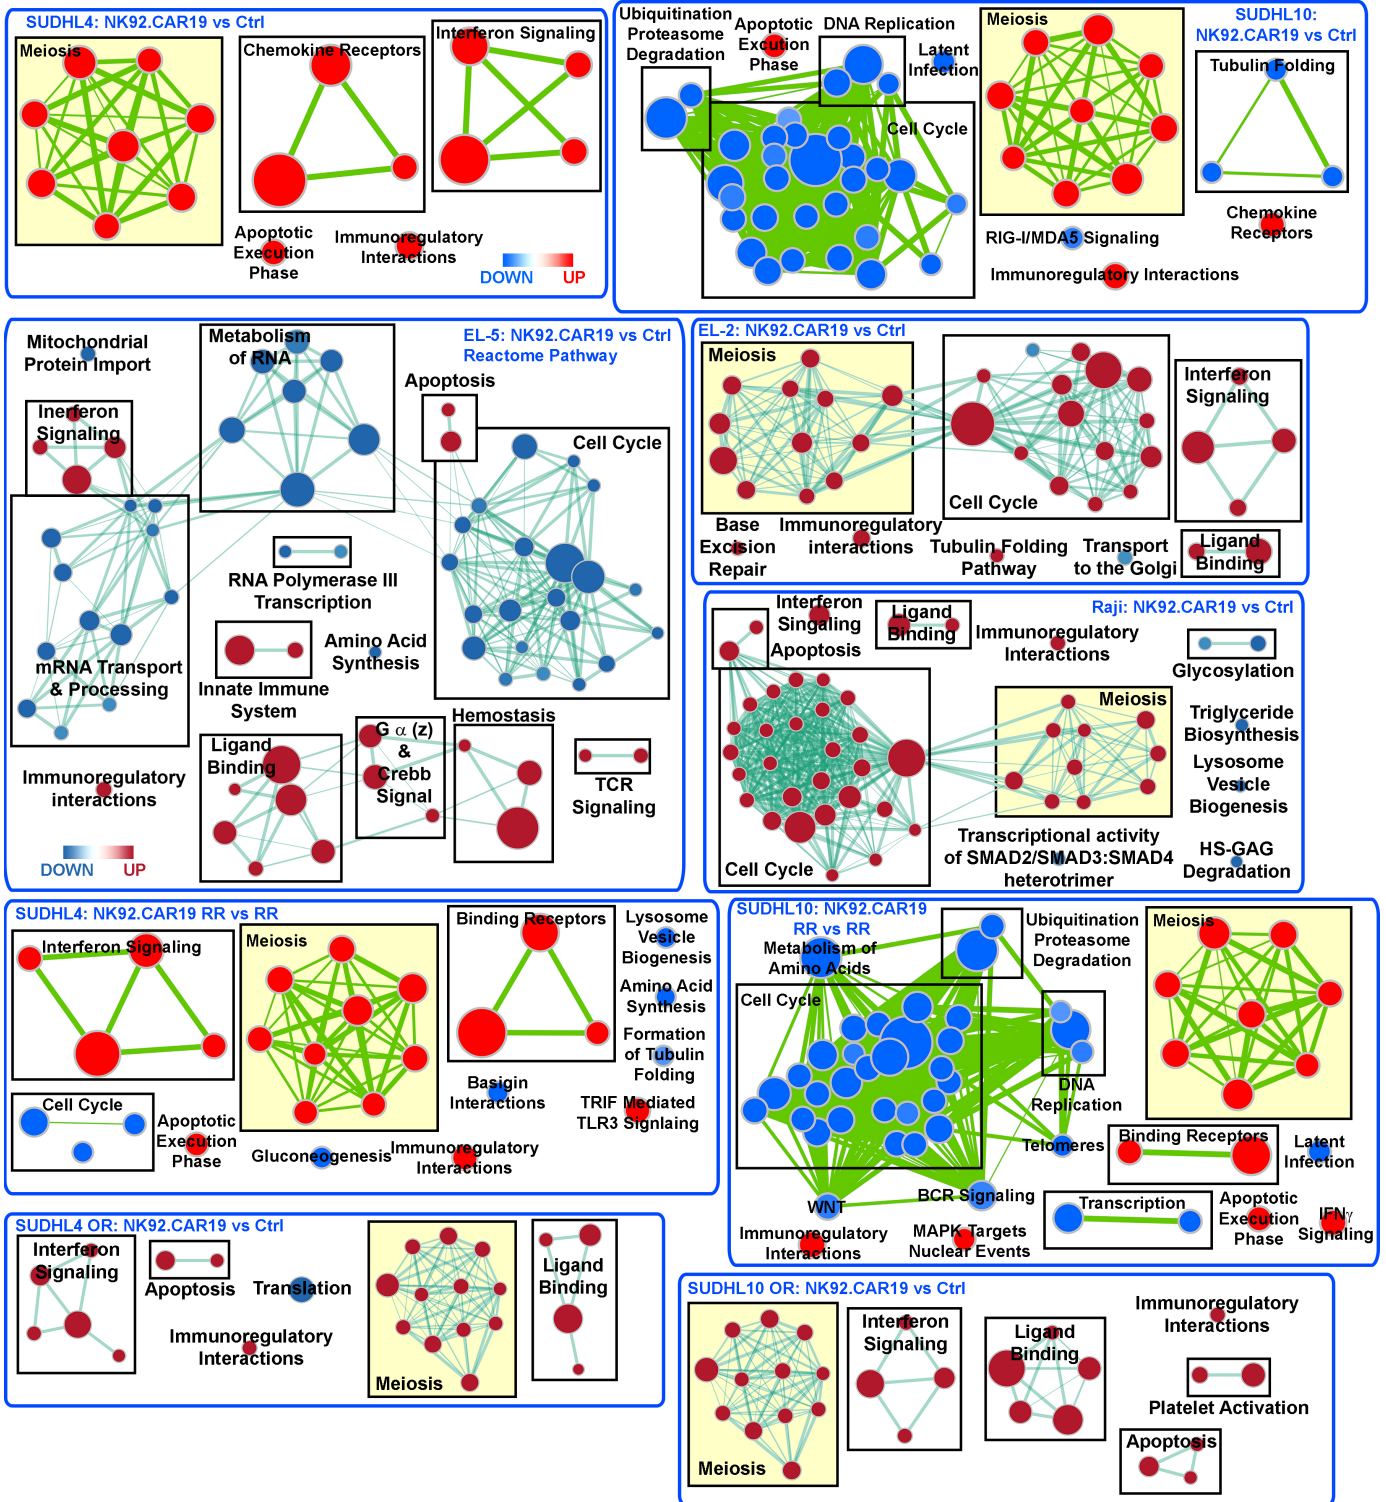 SUDHL4: NK92.CAR19 vs Ctrl
Meiosis
Chemokine Receptors
Interferon Signaling
Apoptotic
Execution
Phase
Immunoregulatory
Interactions
DOWN
UP
Ubiquitination
Proteasome
Degradation
Apoptotic
Excution
Phase
DNA Replication
Latent
Infection
Cell Cycle
Meiosis
SUDHL10:
NK92.CAR19 vs Ctrl
Tubulin Folding
Chemokine
Receptors
RIG-I/MDA5 Signaling
Immunoregulatory Interactions
EL-5: NK92.CAR19 vs Ctrl
Reactome Pathway
Mitochondrial
Protein Import
Metabolism
of RNA
Apoptosis
Inerferon
Signaling
Cell Cycle
RNA Polymerase III
Transcription
mRNA Transport
& Processing
Amino Acid
Synthesis
Innate Immune
System
Ligand
Binding
G α (z)
&
Crebb
Signal
Hemostasis
TCR
Signaling
Immunoregulatory
interactions
DOWN
UP
EL-2: NK92.CAR19 vs Ctrl
Meiosis
Cell Cycle
Interferon
Signaling
Base
Excision
Repair
Immunoregulatory
interactions
Tubulin Folding
Pathway
Transport
to the Golgi
Ligand
Binding
Raji: NK92.CAR19 vs Ctrl
Interferon
Singaling
Apoptosis
Ligand
Binding
Immunoregulatory
Interactions
Glycosylation
Meiosis
Triglyceride
Biosynthesis
Lysosome
Vesicle
Biogenesis
Cell Cycle
Transcriptional activity
of SMAD2/SMAD3:SMAD4
heterotrimer
HS-GAG
Degradation
SUDHL4: NK92.CAR19 RR vs RR
Interferon Signaling
Meiosis
Binding Receptors
Lysosome
Vesicle
Biogenesis
Amino Acid
Synthesis
Formation
of Tubulin
Folding
Basigin
Interactions
TRIF Mediated
TLR3 Signlaing
Cell Cycle
Apoptotic
Execution
Phase
Gluconeogenesis
Immunoregulatory
Interactions
SUDHL10: NK92.CAR19
RR vs RR
Metabolism of
Amino Acids
Ubiquitination
Proteasome
Degradation
Meiosis
Cell Cycle
DNA
Replication
Telomeres
Binding Receptors
Latent
Infection
WNT
BCR Signaling
Transcription
Apoptotic
Execution
Phase
IFNγ
Signaling
Immunoregulatory
Interactions
MAPK Targets
Nuclear Events
SUDHL4 OR: NK92.CAR19 vs Ctrl
Interferon
Signaling
Apoptosis
Translation
Immunoregulatory
Interactions
Meiosis
Ligand
Binding
SUDHL10 OR: NK92.CAR19 vs Ctrl
Meiosis
Interferon
Signaling
Ligand
Binding
Immunoregulatory
Interactions
Platelet Activation
Apoptosis